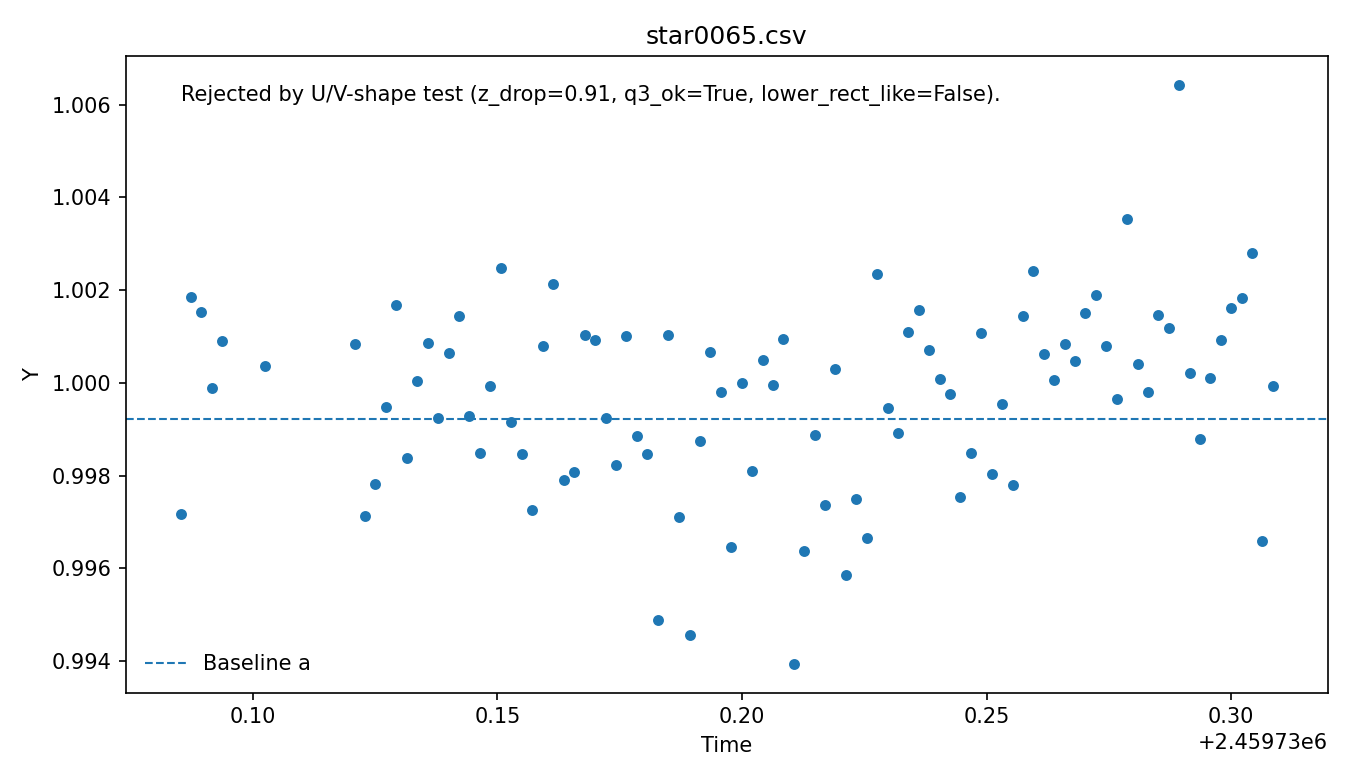 star0065.csv
Rejected by U/V-shape test (z_drop=0.91, q3_ok=True, lower_rect_like=False).
Y
1.006
1.004
1.002
1.000
0.998
0.996
0.994
Baseline a
0.10 0.15 0.20 0.25 0.30
Time
+2.45973e6